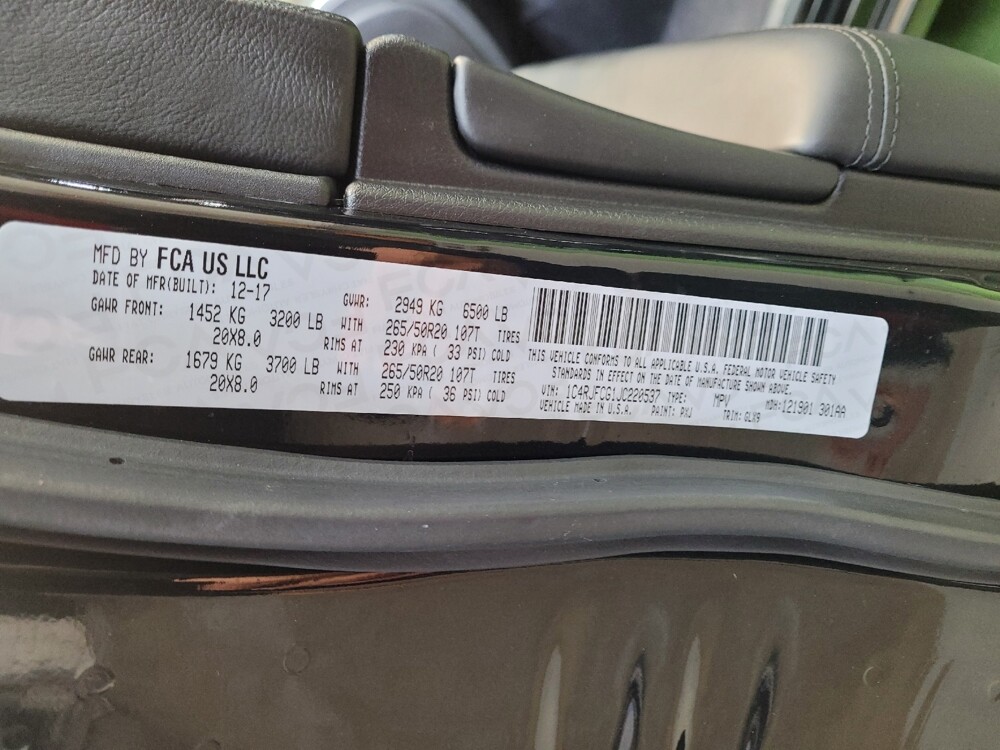 MFD BY FCA US LLC
DATE OF MFR(BUILT): 12-17
GAWR FRONT: 1452 KG 3200 LB WITH 265/50R20 107T TIRES
20X8.0 RIMS AT 230 KPA ( 33 PSI) COLD
GVWR: 2949 KG 6500 LB
GAWR REAR: 1679 KG 3700 LB WITH 265/50R20 107T TIRES
20X8.0 RIMS AT 250 KPA ( 36 PSI) COLD
THIS VEHICLE CONFORMS TO ALL APPLICABLE U.S.A. FEDERAL MOTOR VEHICLE SAFETY
STANDARDS IN EFFECT ON THE DATE OF MANUFACTURE SHOWN ABOVE.
VIN: 1C4RJFCG1JC220537 TYPE: MPV MDH:121901 301AA
VEHICLE MADE IN U.S.A. PAINT: PXJ TRIM: GLX9